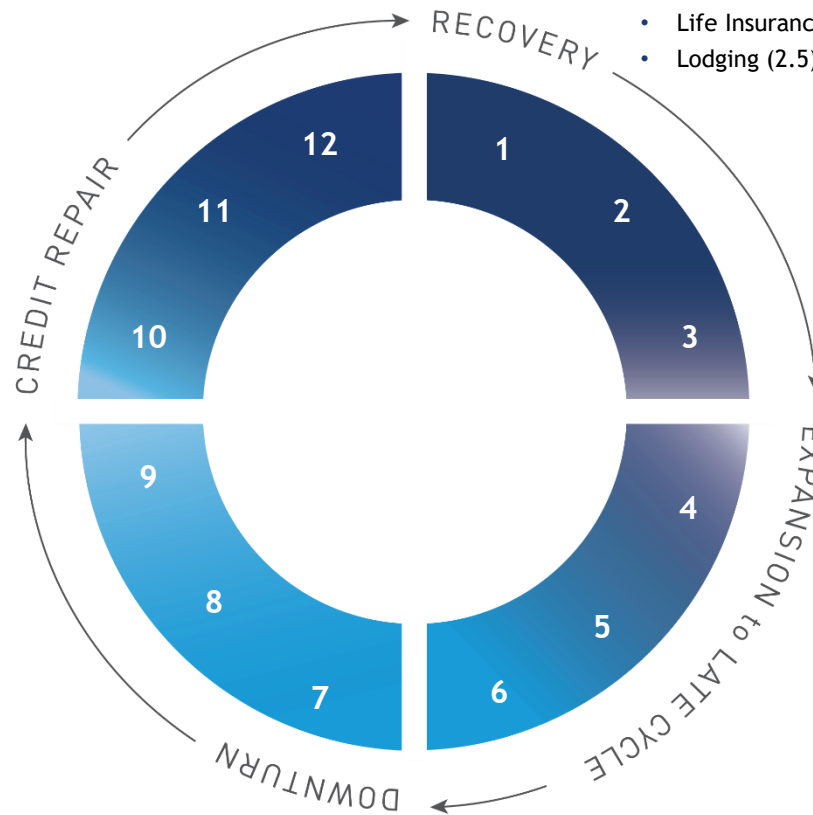 RECOVERY
• Life Insuranc
• Lodging (2.5)
12
1
11
2
CREDIT REPAIR
10
3
9
4
EXPANSION to LATE CYCLE
8
5
7
6
DOWNTURN